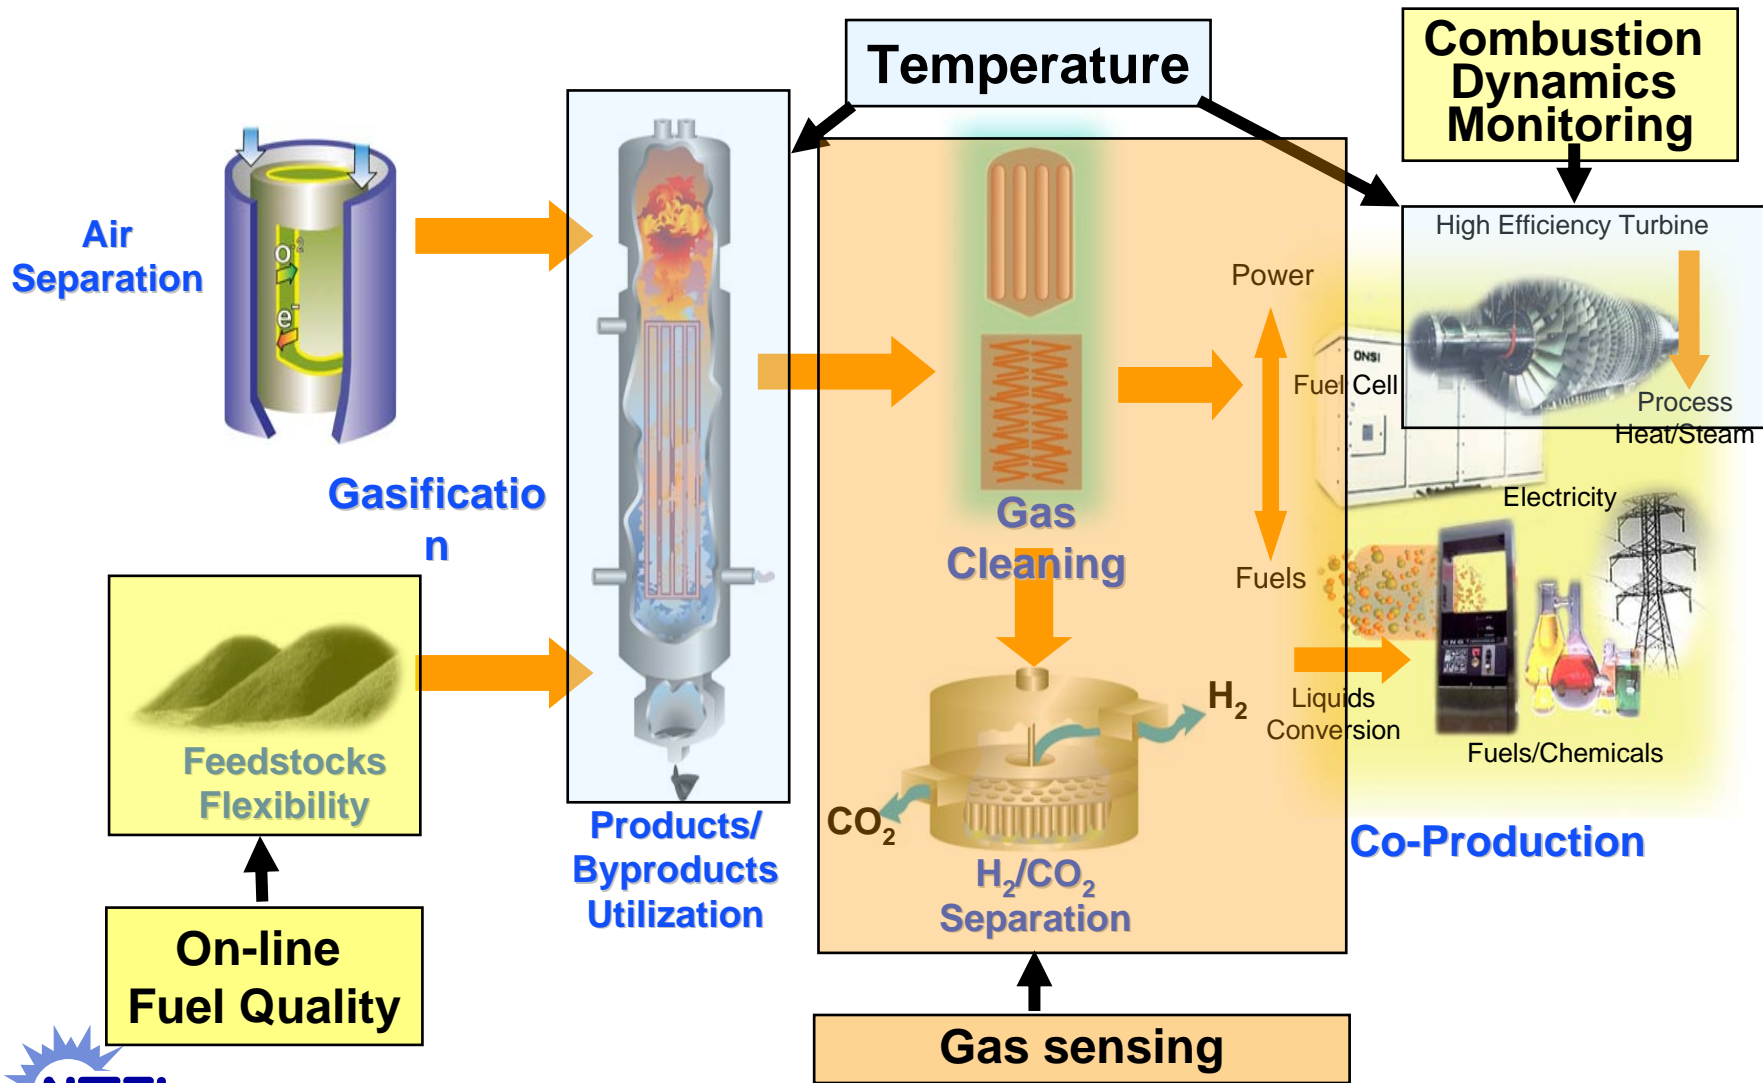 Temperature
Combustion
Dynamics
Monitoring
Air
Separation
O-2
e-
High Efficiency Turbine
Power
ONSI
Fuel Cell
Process
Heat/Steam
Gasificatio
n
Gas
Cleaning
Electricity
Fuels
H2
Liquids
Conversion
Fuels/Chemicals
Feedstocks
Flexibility
CO2
Products/
Byproducts
Utilization
H2/CO2
Separation
Co-Production
On-line
Fuel Quality
Gas sensing